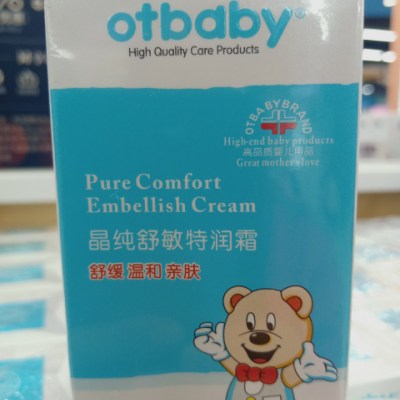 otbaby®
High Quality Care Products
OTBABYBRAND
High-end baby products
高品质婴儿用品
Great mother's love
Pure Comfort
Embellish Cream
晶纯舒敏特润霜
舒缓温和亲肤